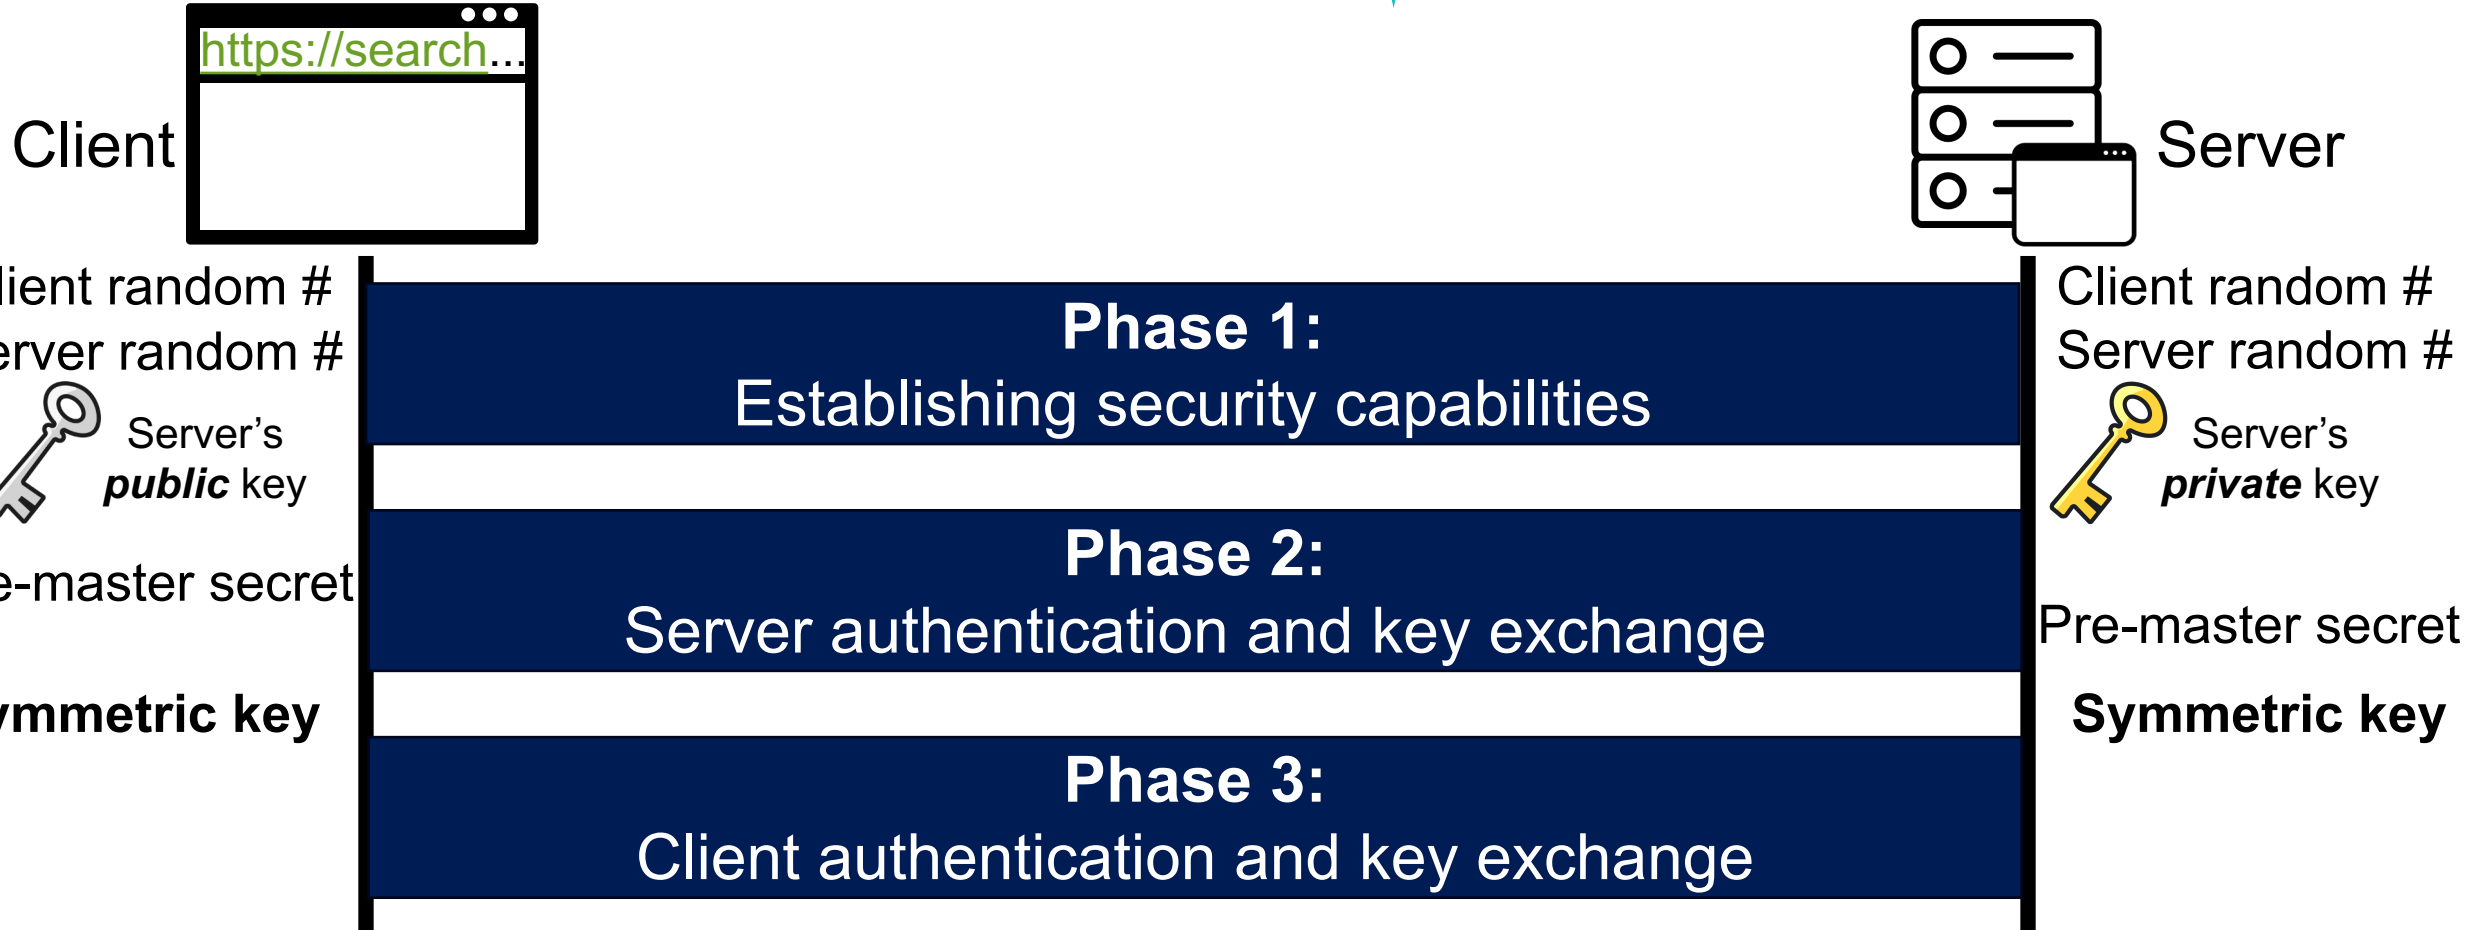 https://search...
Client
Server
lient random #
erver random #
Server's
public key
e-master secret
ymmetric key
Phase 1:
Establishing security capabilities
Phase 2:
Server authentication and key exchange
Phase 3:
Client authentication and key exchange
Client random #
Server random #
Server's
private key
Pre-master secret
Symmetric key